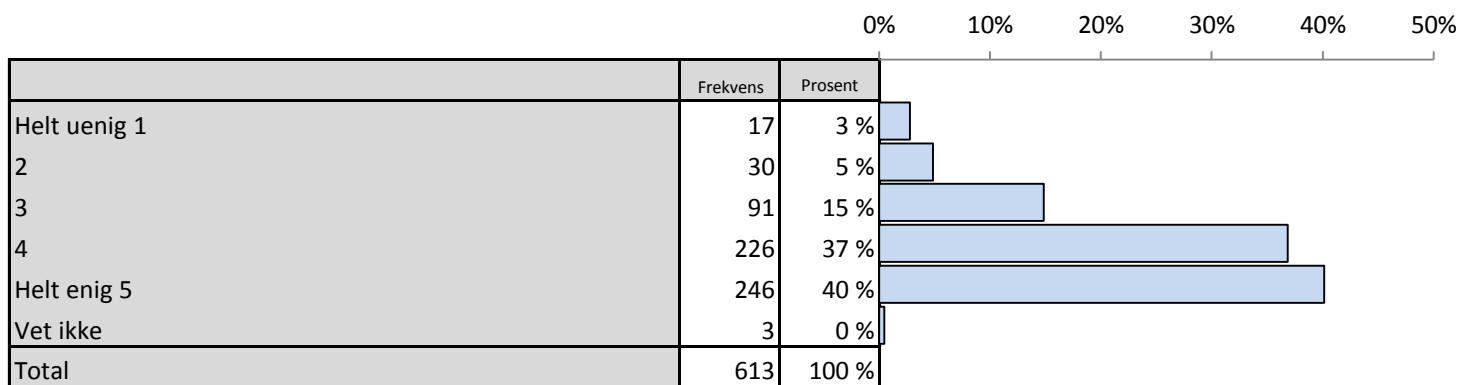 0% 10% 20% 30% 40% 50%
Frekvens Prosent
Helt uenig 1 17 3 %
2 30 5 %
3 91 15 %
4 226 37 %
Helt enig 5 246 40 %
Vet ikke 3 0 %
Total 613 100 %